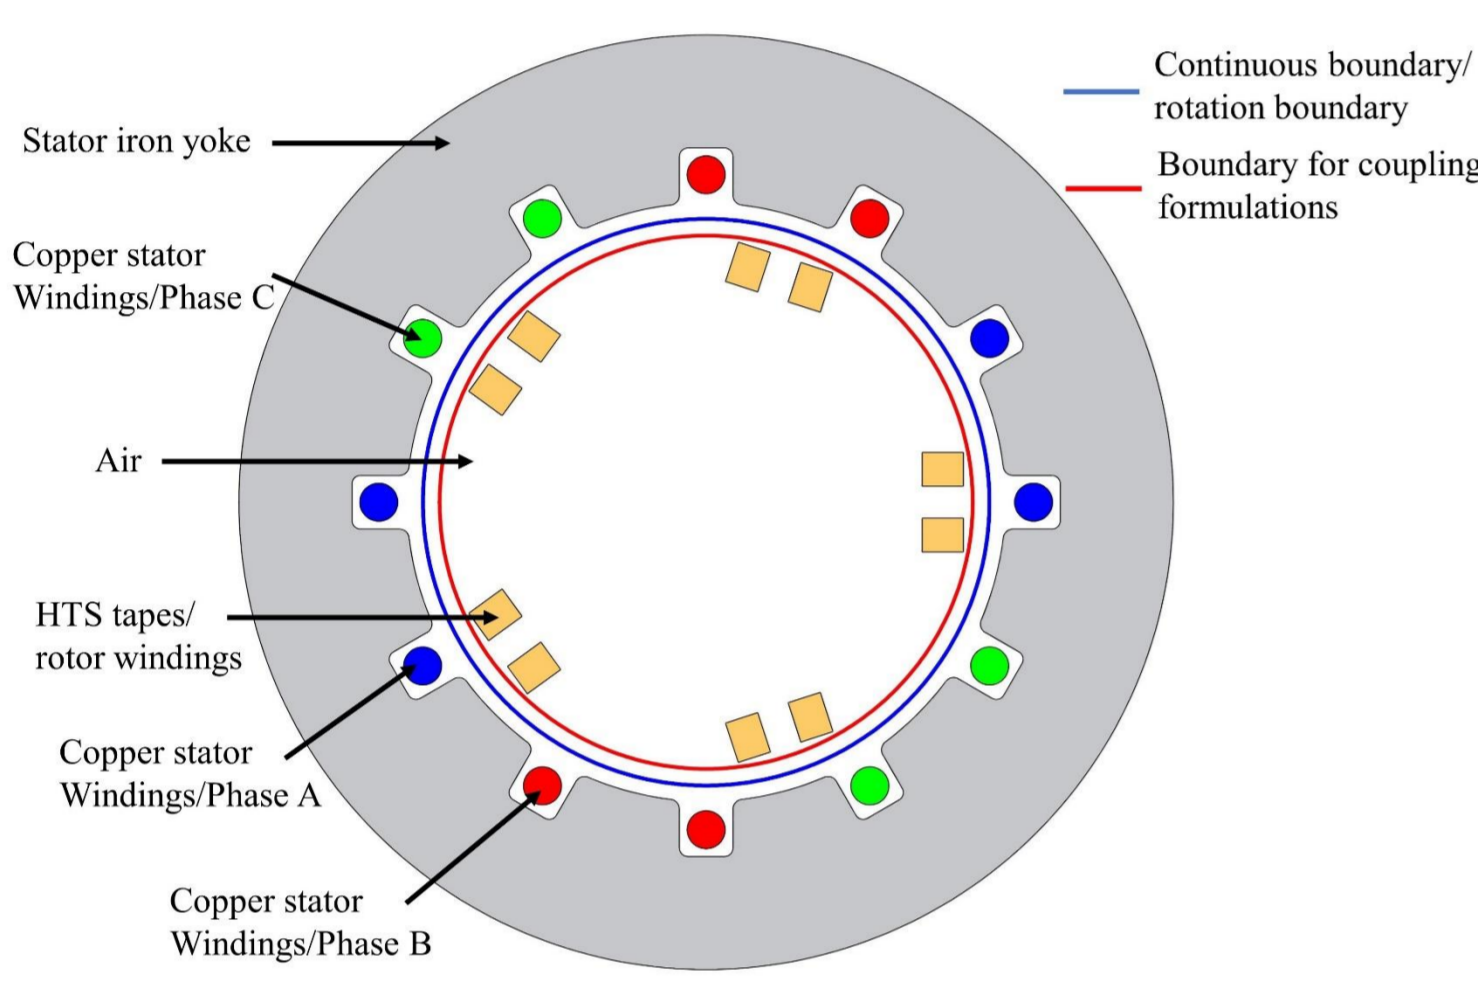 Continuous boundary/
rotation boundary
Boundary for coupling
formulations
Stator iron yoke
Copper stator
Windings/Phase C
Air
HTS tapes/
rotor windings
Copper stator
Windings/Phase A
Copper stator
Windings/Phase B